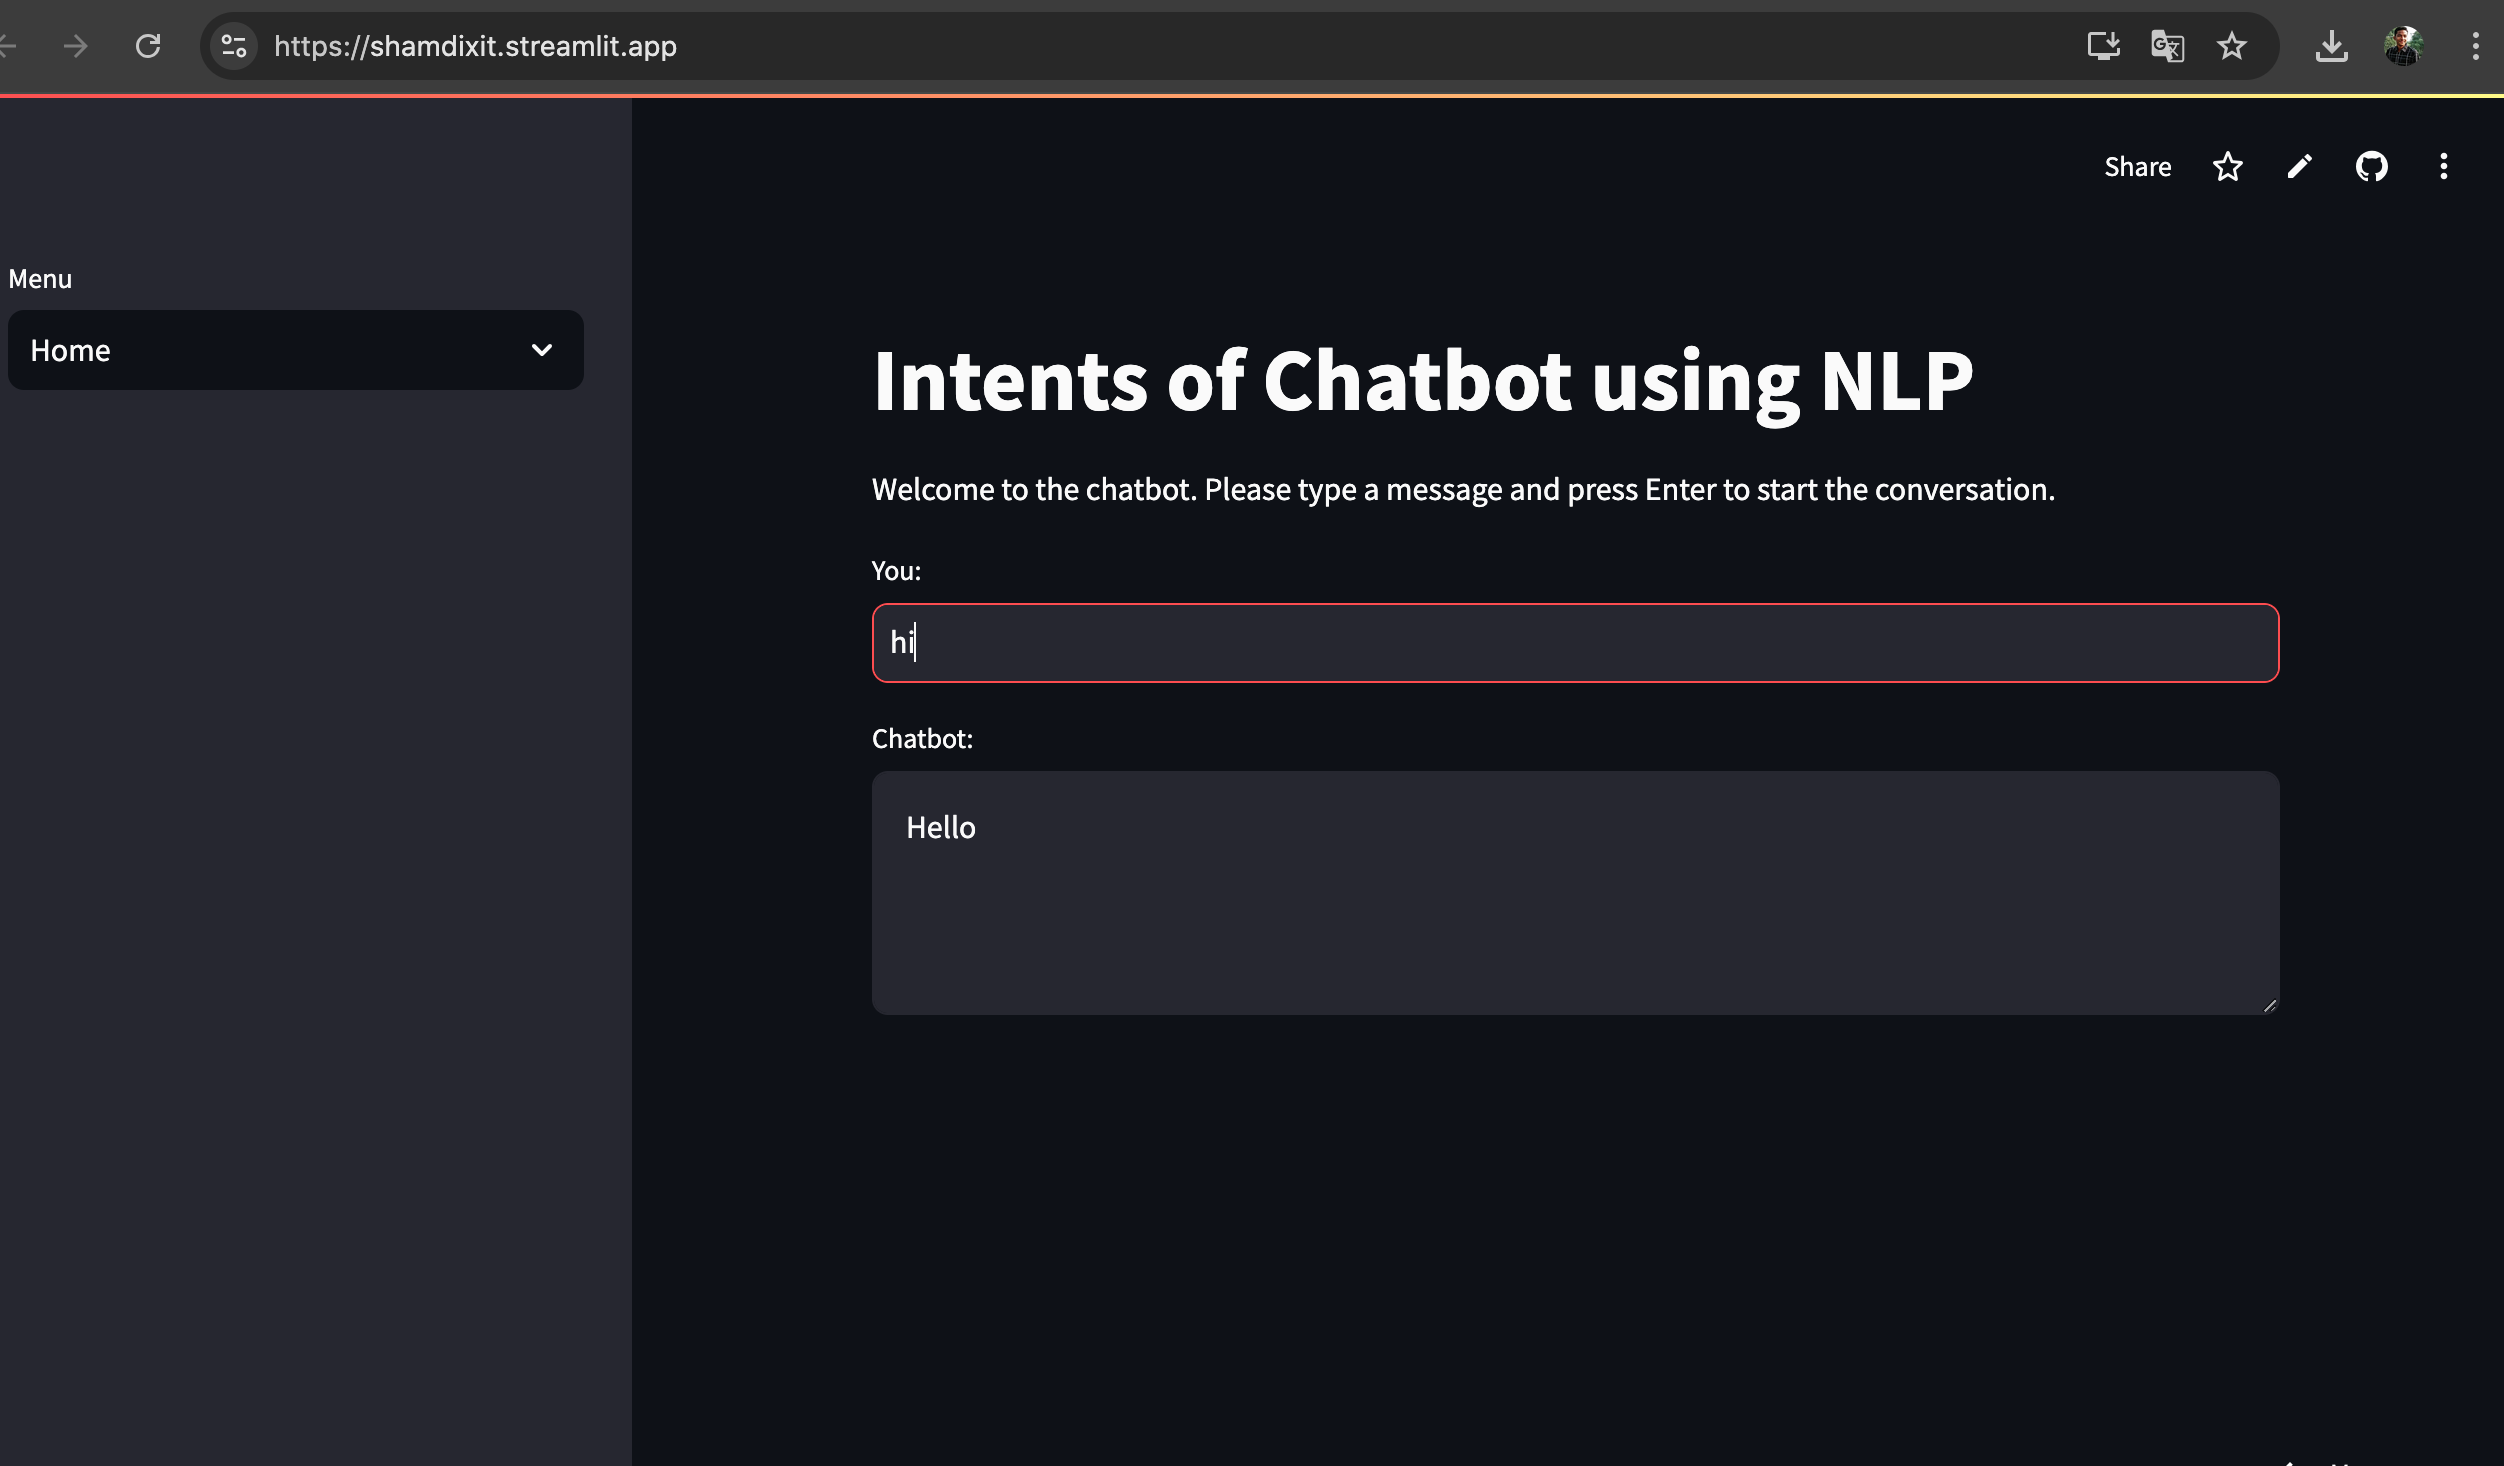 https://shamdixit.streamlit.app
Share
Menu
Home
Intents of Chatbot using NLP
Welcome to the chatbot. Please type a message and press Enter to start the conversation.
You:
hi
Chatbot:
Hello